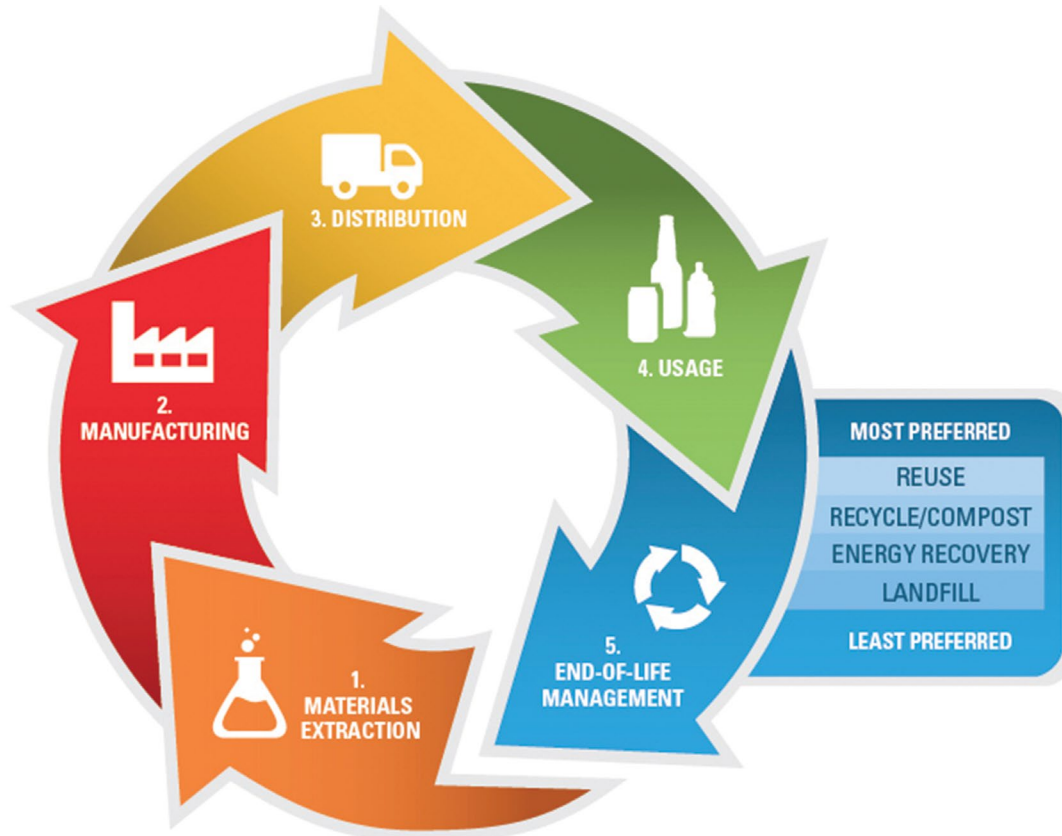 1.
MATERIALS
EXTRACTION
2.
MANUFACTURING
3. DISTRIBUTION
4. USAGE
5.
END-OF-LIFE
MANAGEMENT
MOST PREFERRED
REUSE
RECYCLE/COMPOST
ENERGY RECOVERY
LANDFILL
LEAST PREFERRED